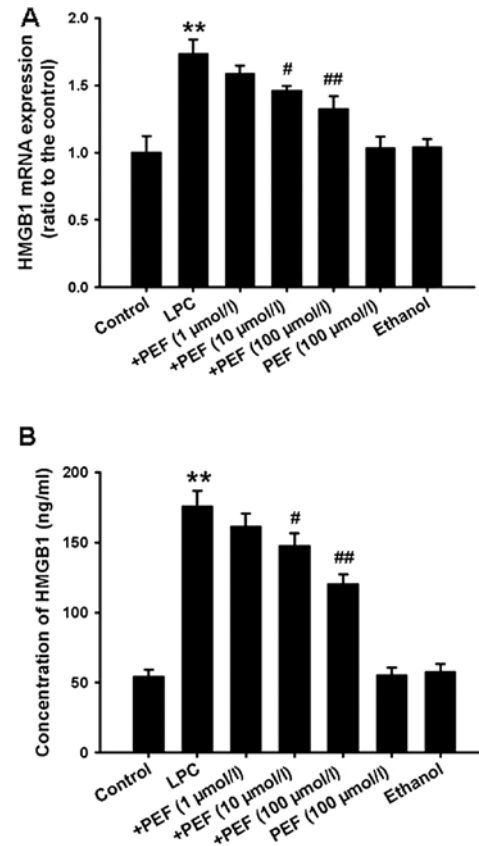 A
HMGB1 mRNA expression
(ratio to the control)
2.0
1.5
1.0
0.5
0.0
**
#
##
Control
LPC
+PEF (1 µmol/l)
+PEF (10 µmol/l)
+PEF (100 µmol/l)
PEF (100 µmol/l)
Ethanol
B
Concentration of HMGB1 (ng/ml)
200
150
100
50
0
**
#
##
Control
LPC
+PEF (1 µmol/l)
+PEF (10 µmol/l)
+PEF (100 µmol/l)
PEF (100 µmol/l)
Ethanol